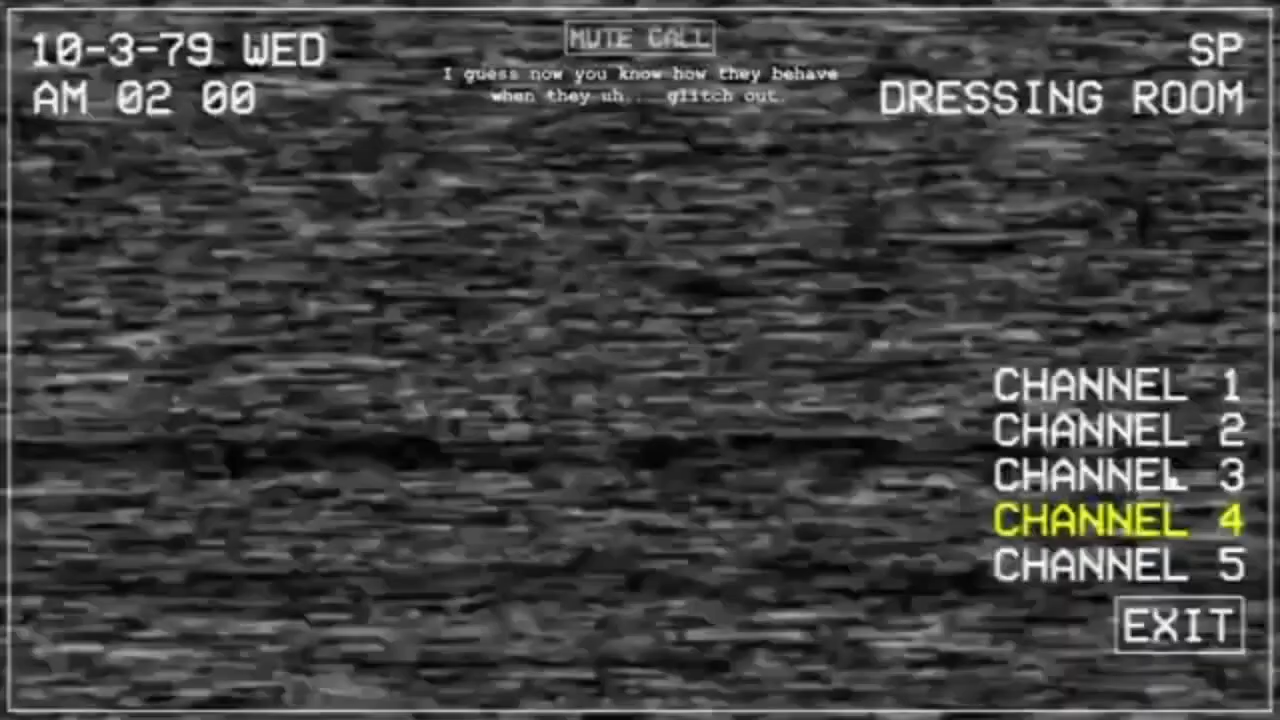 10-3-79 WED
AM 02 00
MUTE CALL
I guess now you know how they behave
when they uh... glitch out.
SP
DRESSING ROOM
CHANNEL 1
CHANNEL 2
CHANNEL 3
CHANNEL 4
CHANNEL 5
EXIT